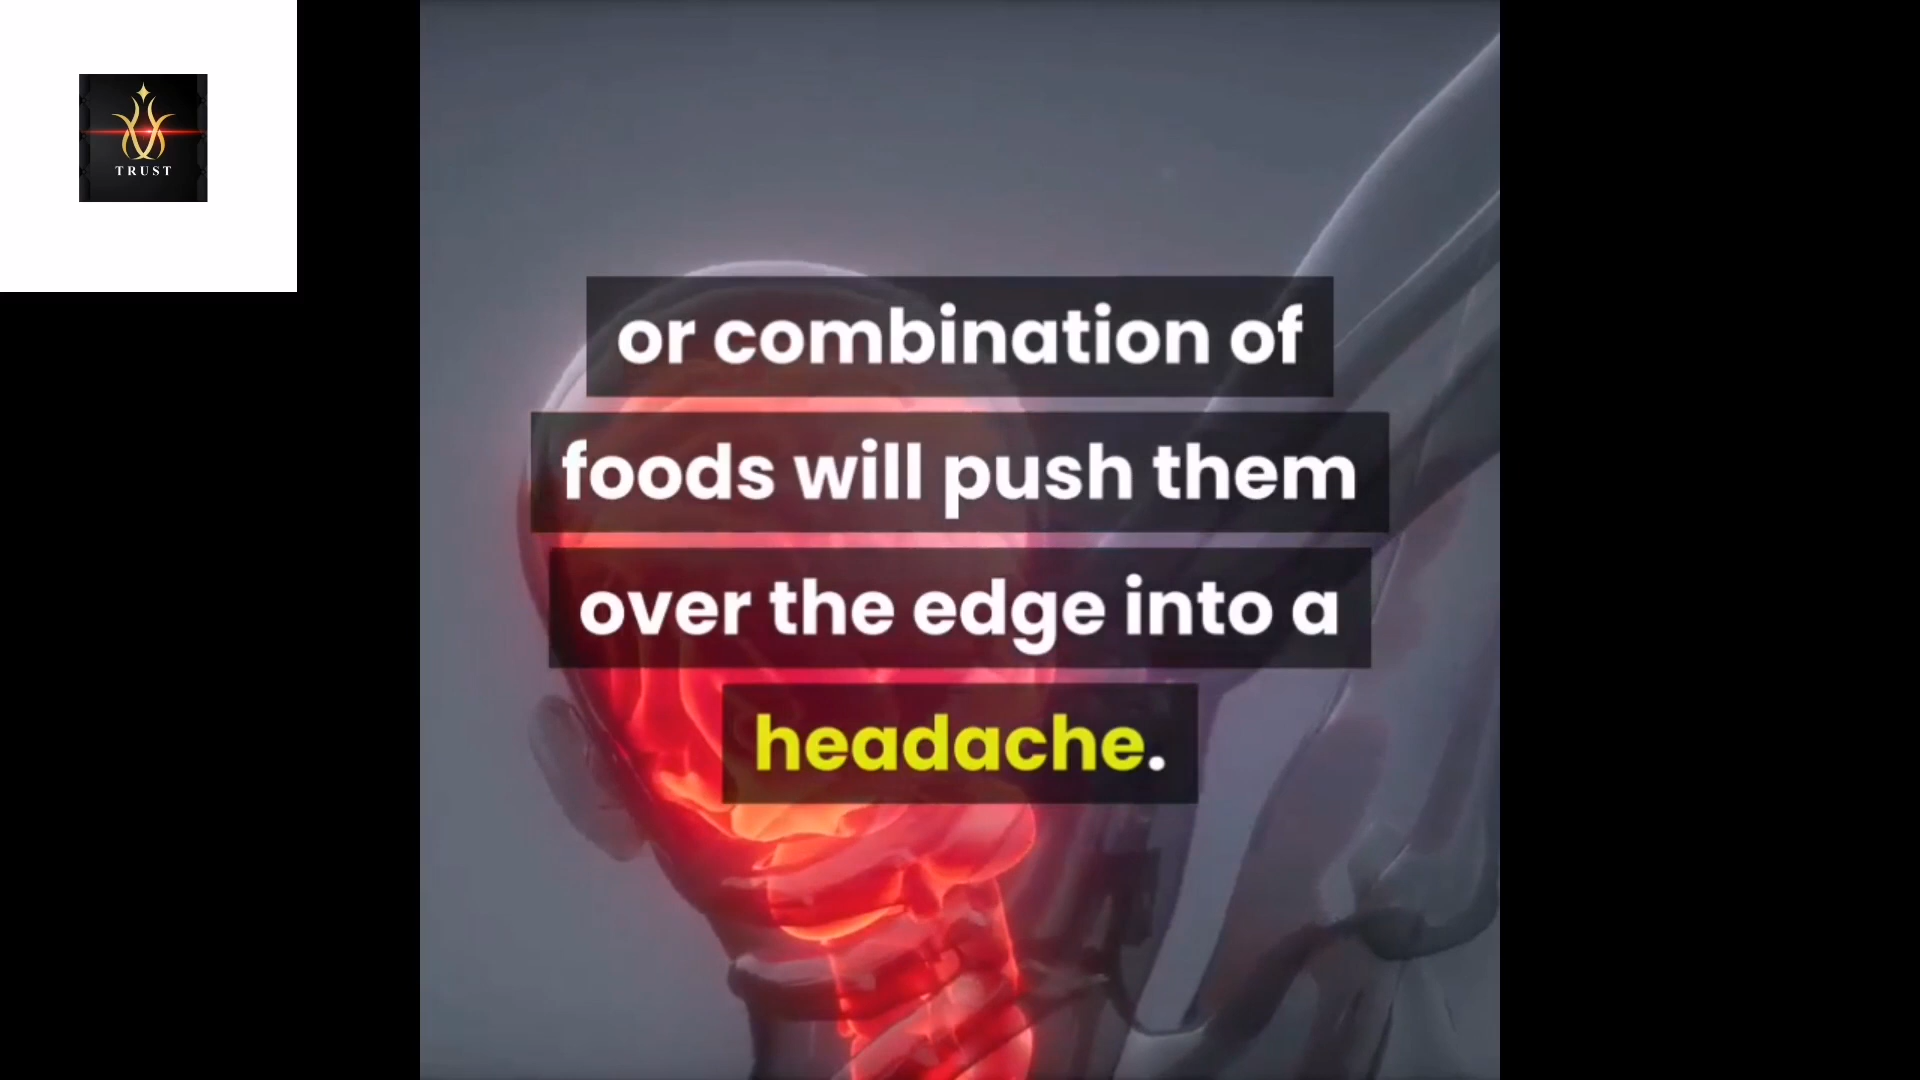 TRUST
or combination of
foods will push them
over the edge into a
headache.